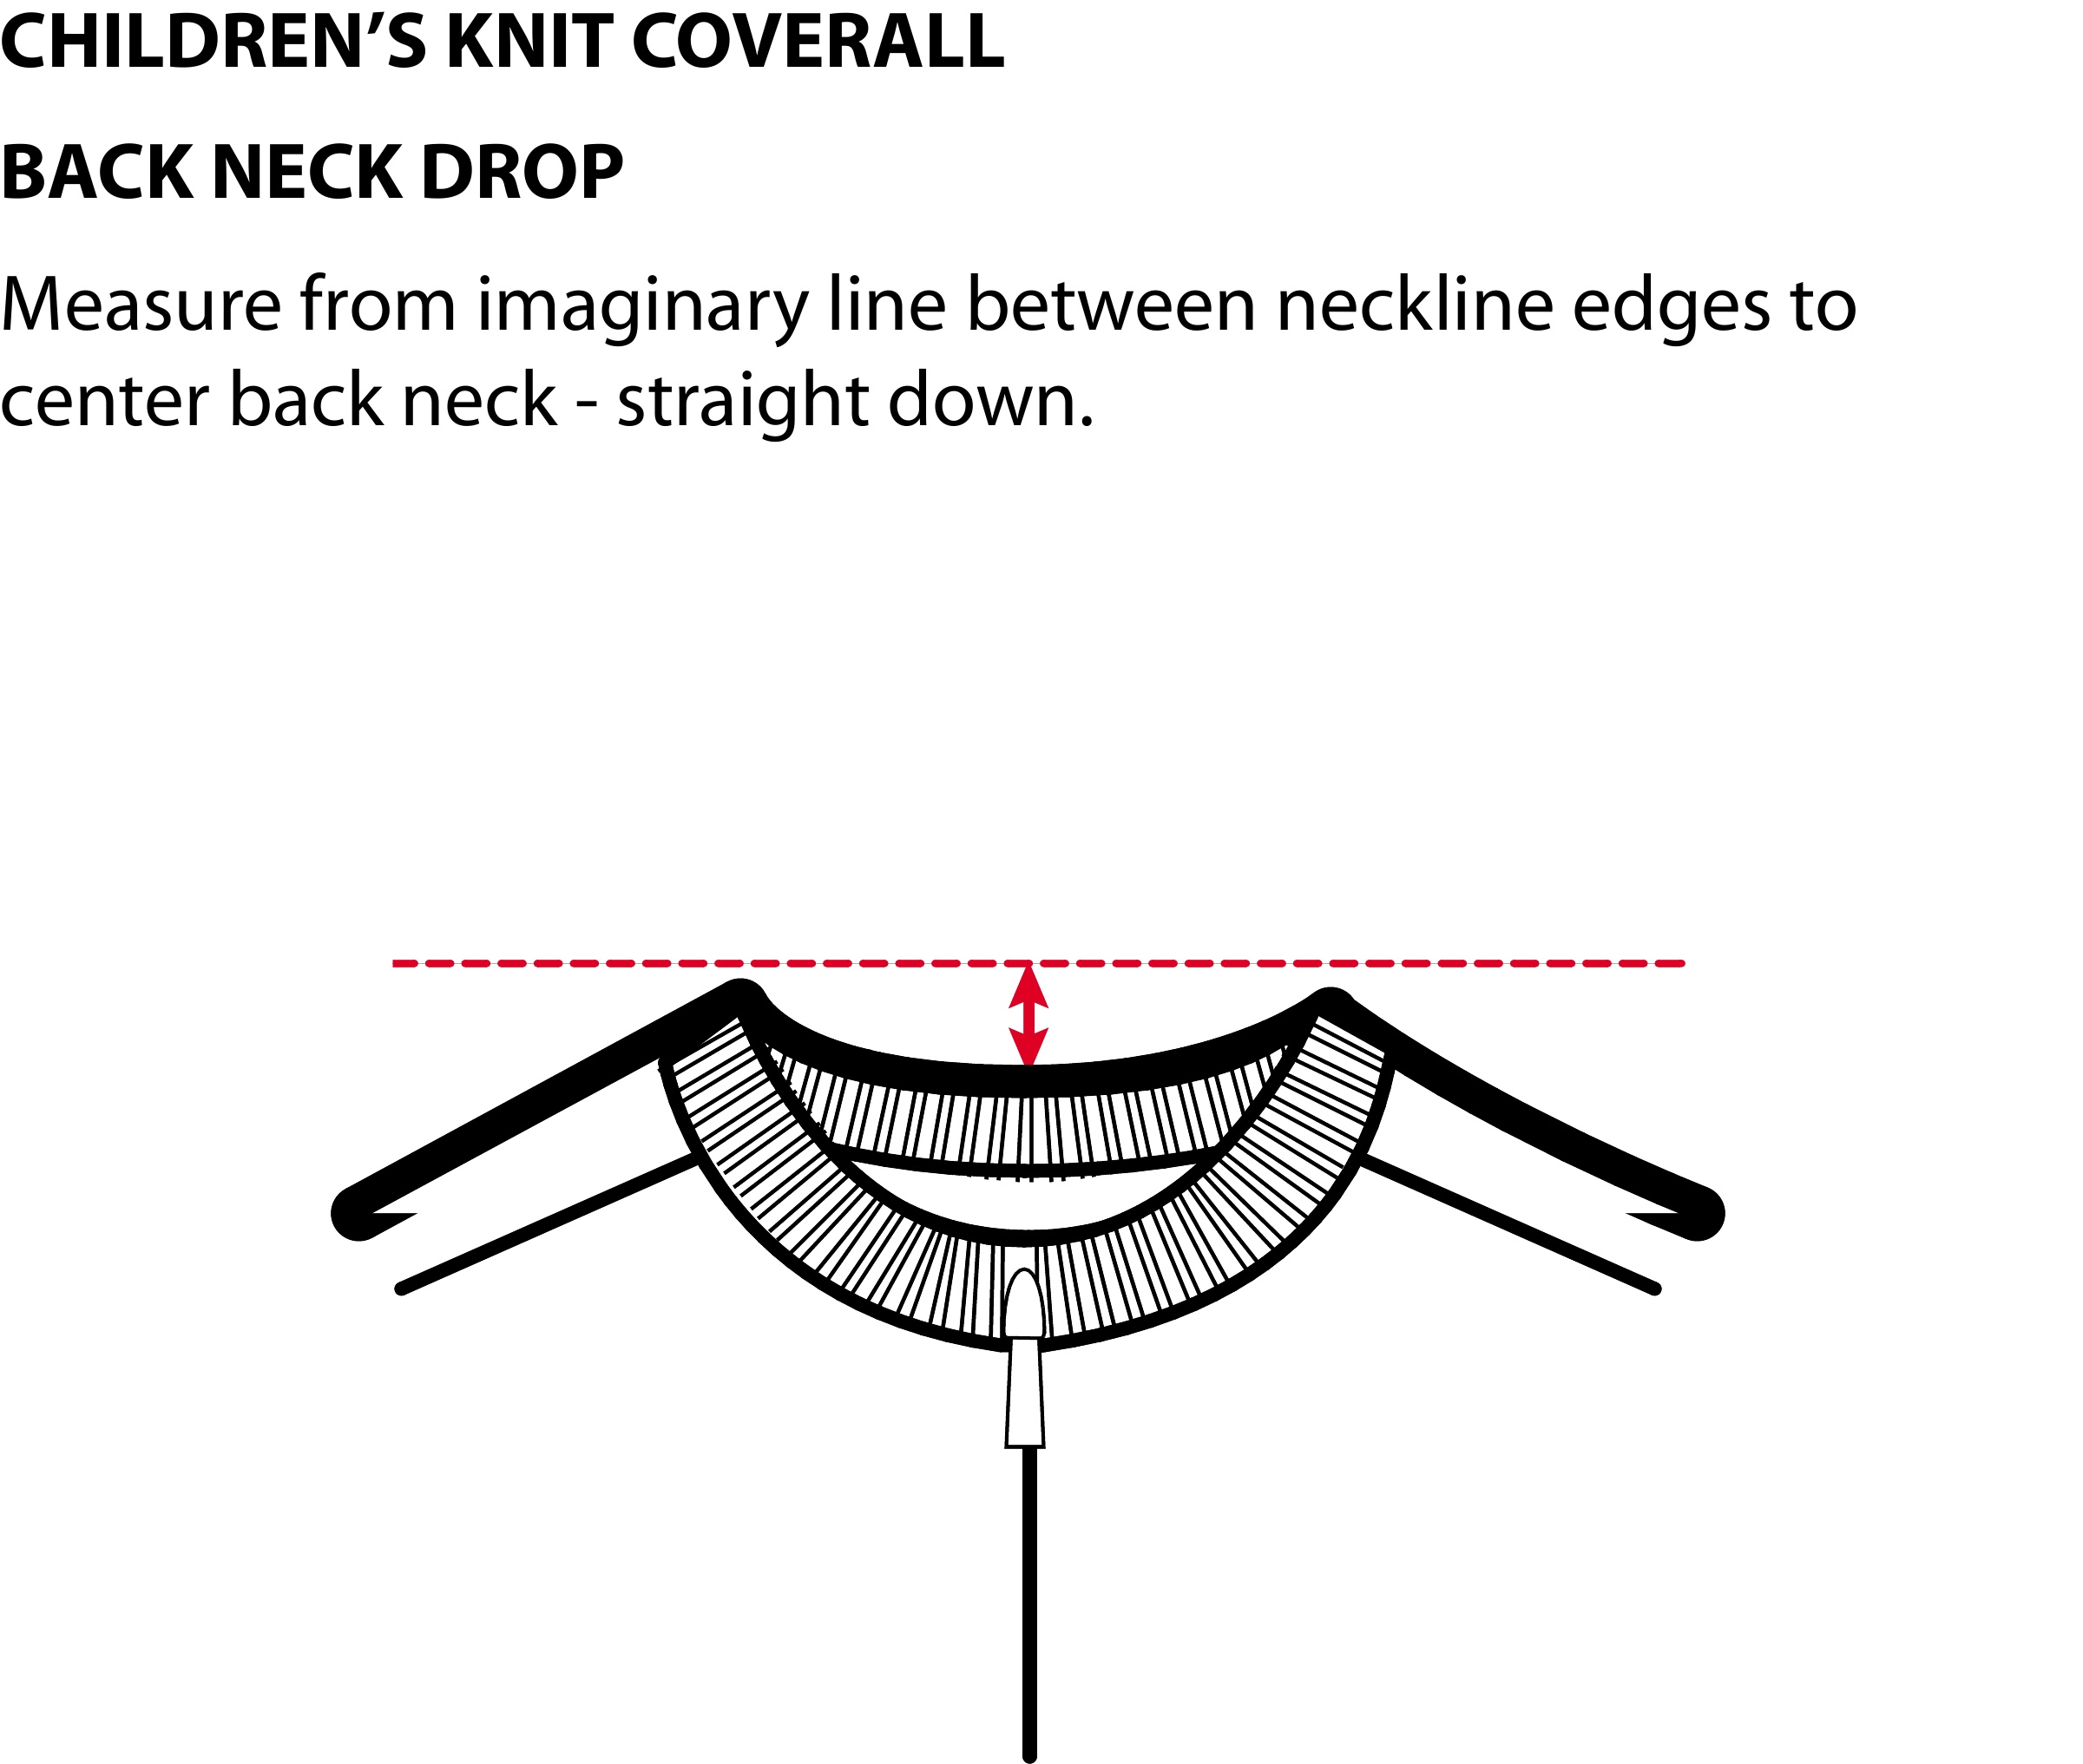 CHILDREN’S KNIT COVERALL
BACK NECK DROP
Measure from imaginary line between neckline edges to
center back neck - straight down.